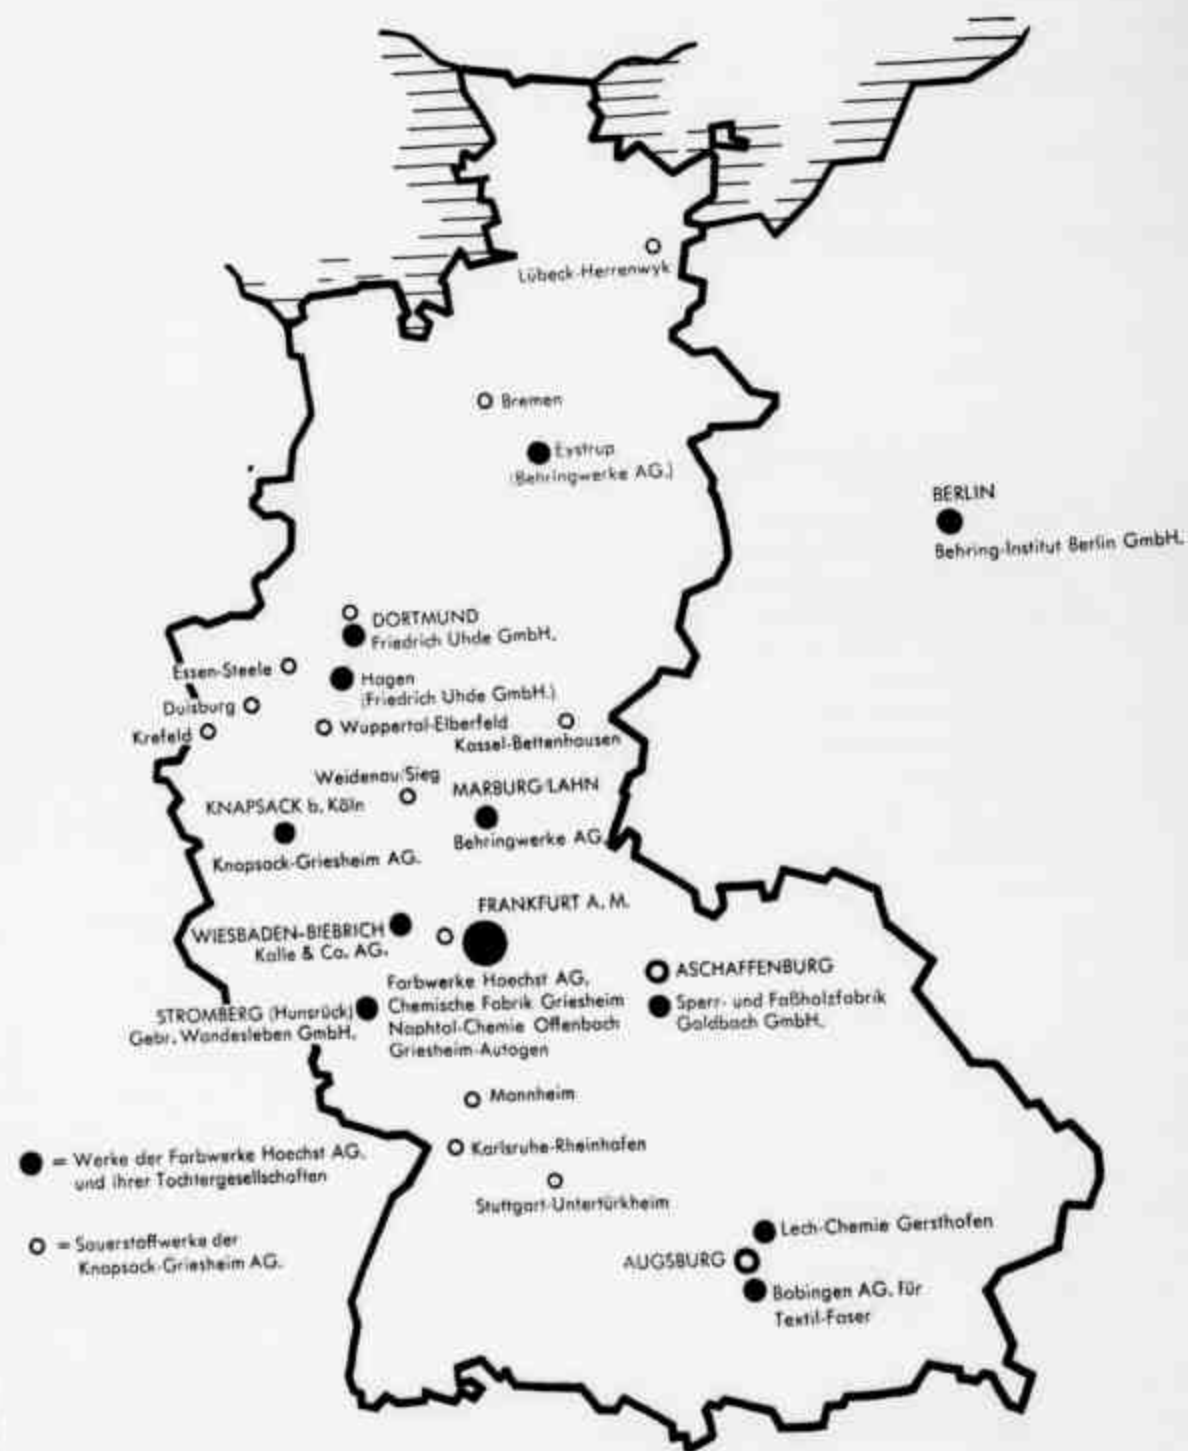 Lübeck-Herrenwyk
Bremen
Eystrup
(Behringwerke AG.)
BERLIN
Behring-Institut Berlin GmbH.
DORTMUND
Friedrich Uhde GmbH.
Essen-Steele
Hagen
(Friedrich Uhde GmbH.)
Duisburg
Krefeld
Wuppertal-Elberfeld
Kassel-Bettenhausen
Weidenau/Sieg
MARBURG/LAHN
Behringwerke AG.
KNAPSACK b. Köln
Knapsack-Griesheim AG.
FRANKFURT A. M.
WIESBADEN-BIEBRICH
Kalle & Co. AG.
Farbwerke Hoechst AG.
Chemische Fabrik Griesheim
Naphtol-Chemie Offenbach
Griesheim-Autogen
ASCHAFFENBURG
Sperr- und Faßholzfabrik
Goldbach GmbH.
STROMBERG (Hunsrück)
Gebr. Wandesleben GmbH.
Mannheim
Karlsruhe-Rheinhafen
Stuttgart-Untertürkheim
= Werke der Farbwerke Hoechst AG.
und ihrer Tochtergesellschaften
= Sauerstoffwerke der
Knapsack-Griesheim AG.
Lech-Chemie Gersthofen
AUGSBURG
Bobingen AG. für
Textil-Faser